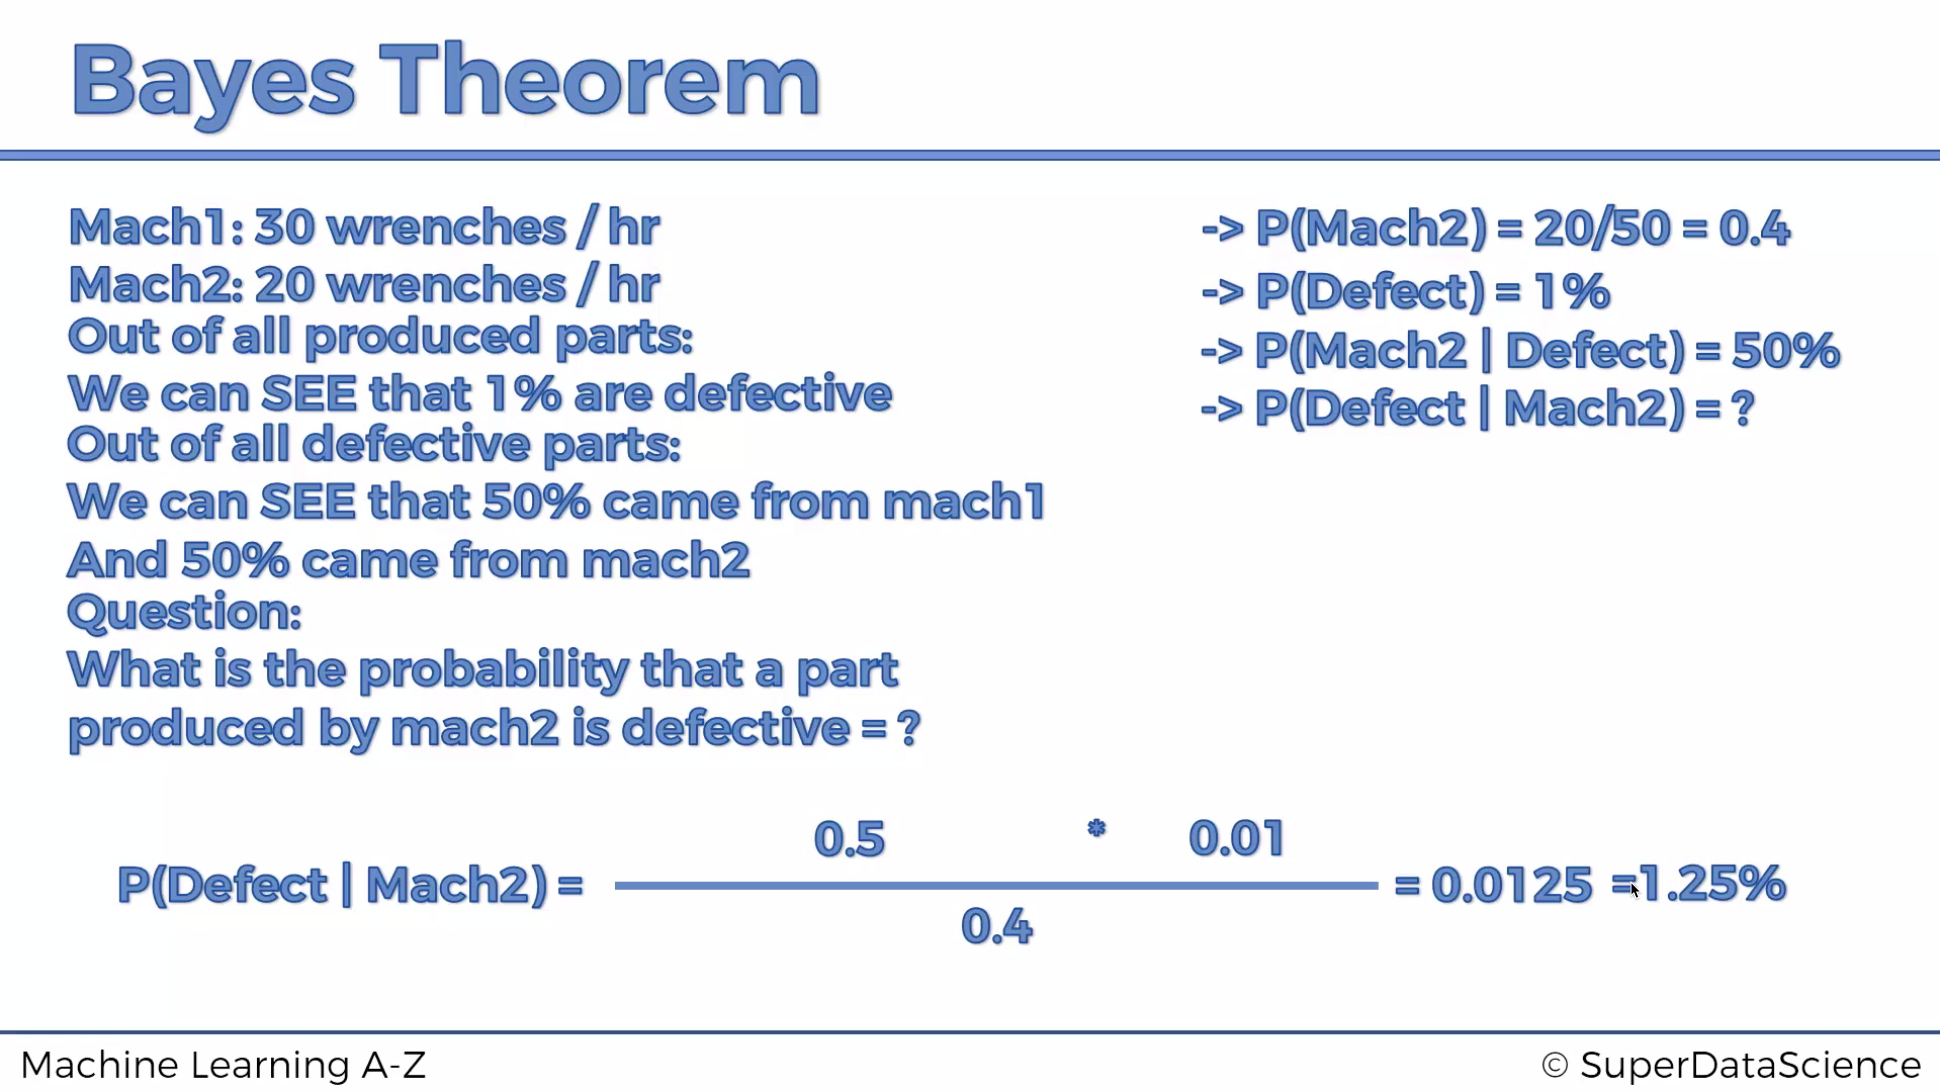 Bayes Theorem
Mach1: 30 wrenches / hr
Mach2: 20 wrenches / hr
Out of all produced parts:
We can SEE that 1% are defective
Out of all defective parts:
We can SEE that 50% came from mach1
And 50% came from mach2
Question:
What is the probability that a part
produced by mach2 is defective = ?
-> P(Mach2) = 20/50 = 0.4
-> P(Defect) = 1%
-> P(Mach2 | Defect) = 50%
-> P(Defect | Mach2) = ?
0.5 * 0.01
P(Defect | Mach2) = = 0.0125 =1.25%
0.4
Machine Learning A-Z
© SuperDataScience